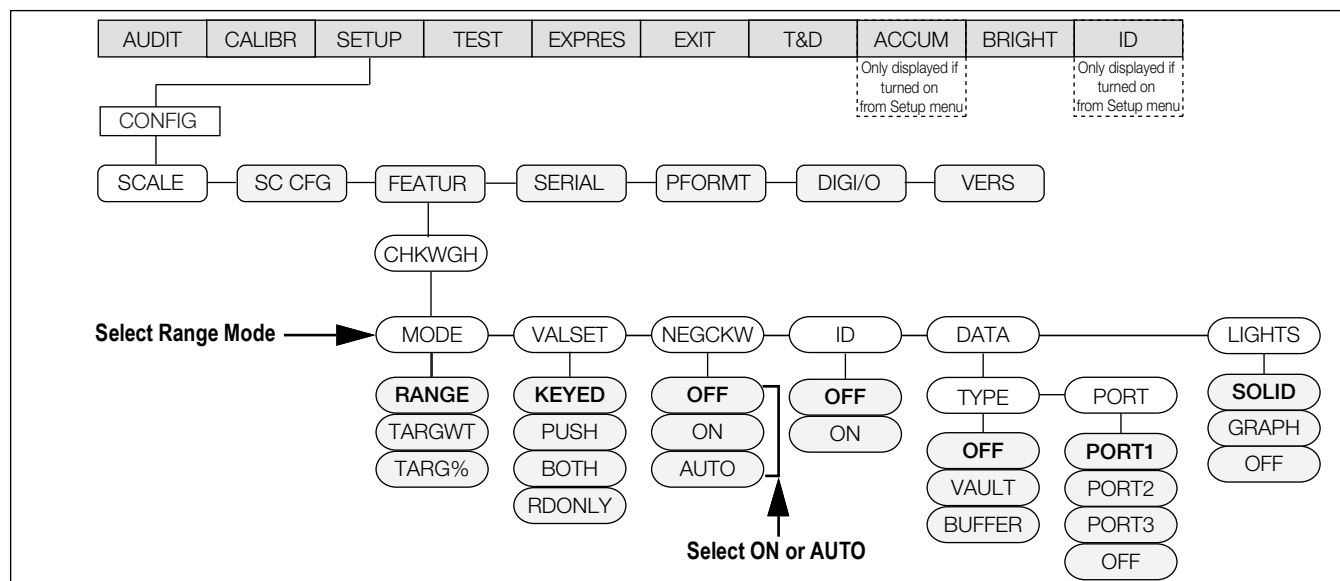 AUDIT CALIBR SETUP TEST EXPRES EXIT T&D ACCUM BRIGHT ID
Only displayed if
turned on
from Setup menu
Only displayed if
turned on
from Setup menu
CONFIG
SCALE SC CFG FEATUR SERIAL PFORMT DIGI/O VERS
CHKWGH
Select Range Mode
MODE VALSET NEGCKW ID DATA LIGHTS
RANGE
TARGWT
TARG%
KEYED
PUSH
BOTH
RDONLY
OFF
ON
AUTO
Select ON or AUTO
OFF
ON
TYPE PORT
OFF
VAULT
BUFFER
PORT1
PORT2
PORT3
OFF
SOLID
GRAPH
OFF